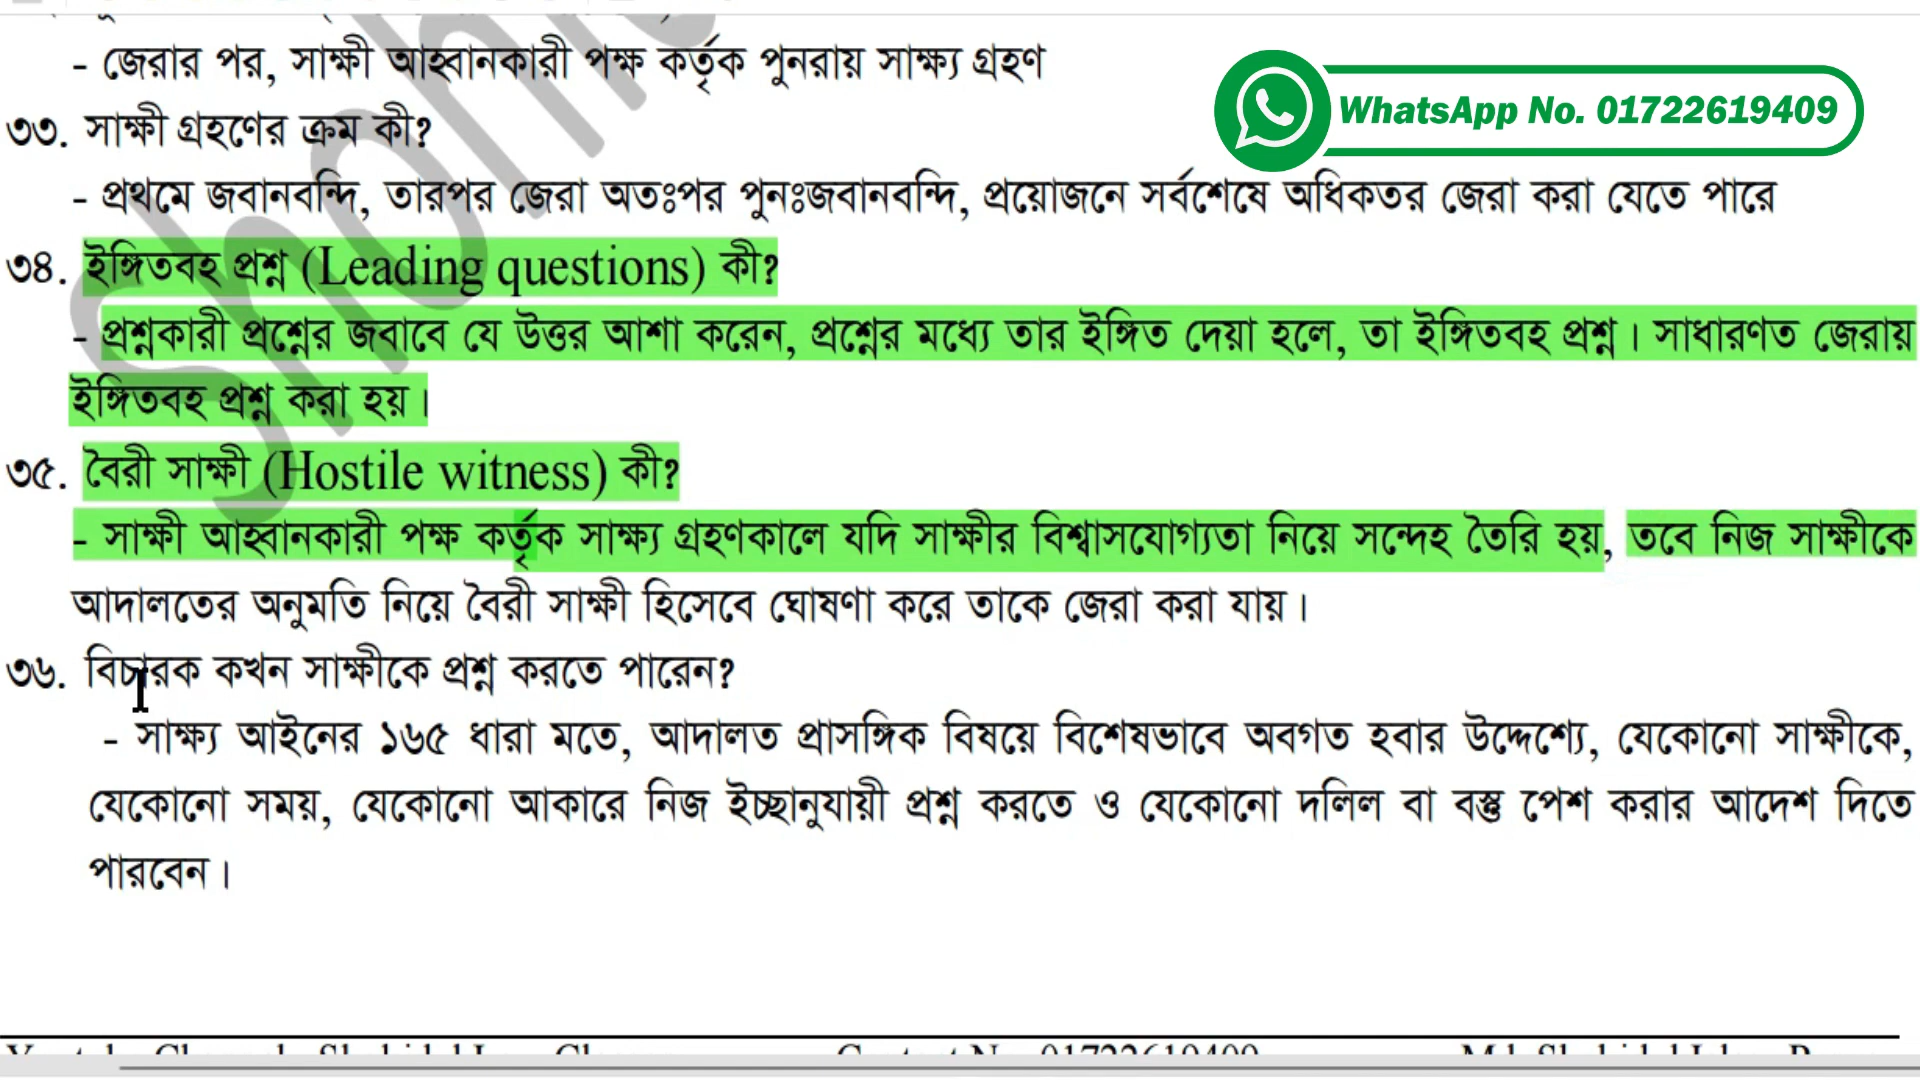 - জেরার পর, সাক্ষী আহ্বানকারী পক্ষ কর্তৃক পুনরায় সাক্ষ্য গ্রহণ
WhatsApp No. 01722619409
৩৩. সাক্ষী গ্রহণের ক্রম কী?
- প্রথমে জবানবন্দি, তারপর জেরা অতঃপর পুনঃজবানবন্দি, প্রয়োজনে সর্বশেষে অধিকতর জেরা করা যেতে পারে
৩৪. ইঙ্গিতবহ প্রশ্ন (Leading questions) কী?
- প্রশ্নকারী প্রশ্নের জবাবে যে উত্তর আশা করেন, প্রশ্নের মধ্যে তার ইঙ্গিত দেয়া হলে, তা ইঙ্গিতবহ প্রশ্ন। সাধারণত জেরায়
ইঙ্গিতবহ প্রশ্ন করা হয়।
৩৫. বৈরী সাক্ষী (Hostile witness) কী?
- সাক্ষী আহ্বানকারী পক্ষ কর্তৃক সাক্ষ্য গ্রহণকালে যদি সাক্ষীর বিশ্বাসযোগ্যতা নিয়ে সন্দেহ তৈরি হয়, তবে নিজ সাক্ষীকে
আদালতের অনুমতি নিয়ে বৈরী সাক্ষী হিসেবে ঘোষণা করে তাকে জেরা করা যায়।
৩৬. বিচারক কখন সাক্ষীকে প্রশ্ন করতে পারেন?
- সাক্ষ্য আইনের ১৬৫ ধারা মতে, আদালত প্রাসঙ্গিক বিষয়ে বিশেষভাবে অবগত হবার উদ্দেশ্যে, যেকোনো সাক্ষীকে,
যেকোনো সময়, যেকোনো আকারে নিজ ইচ্ছানুযায়ী প্রশ্ন করতে ও যেকোনো দলিল বা বস্তু পেশ করার আদেশ দিতে
পারবেন।